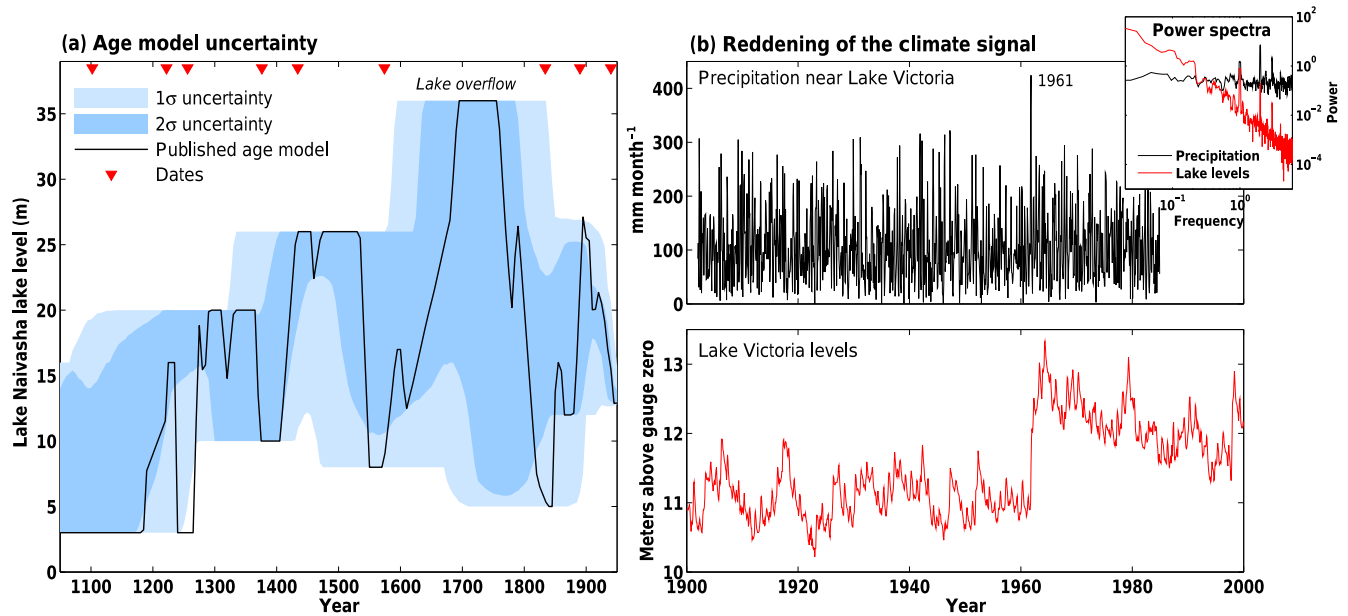 (a) Age model uncertainty
Lake overflow
1σ uncertainty
2σ uncertainty
Published age model
Dates
Lake Naivasha lake level (m)
35
30
25
20
15
10
5
0
1100 1200 1300 1400 1500 1600 1700 1800 1900
Year
(b) Reddening of the climate signal
Precipitation near Lake Victoria
1961
mm month⁻¹
400
300
200
100
0
Power spectra
Precipitation
Lake levels
10²
10⁰
10⁻²
10⁻⁴
Power
10⁻¹ 10⁰
Frequency
Lake Victoria levels
Meters above gauge zero
13
12
11
10
1900 1920 1940 1960 1980 2000
Year